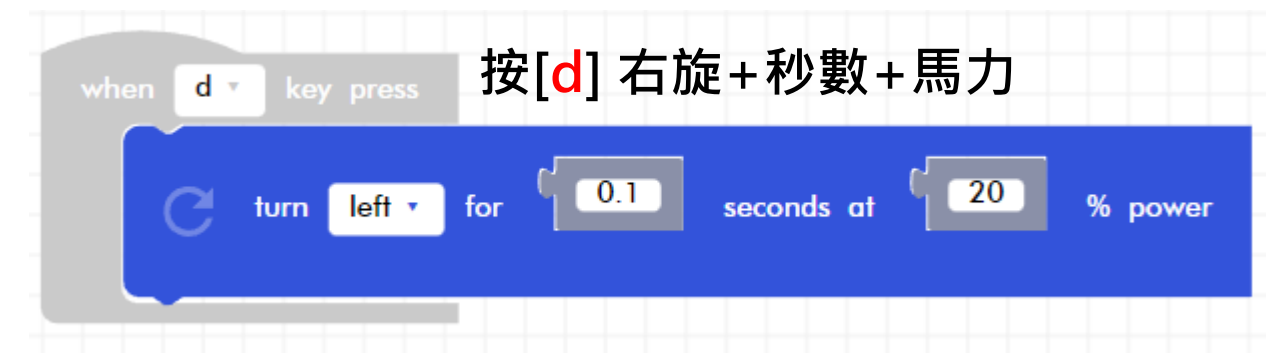 按[d] 右旋+秒數+馬力
when d key press
turn left for 0.1 seconds at 20 % power